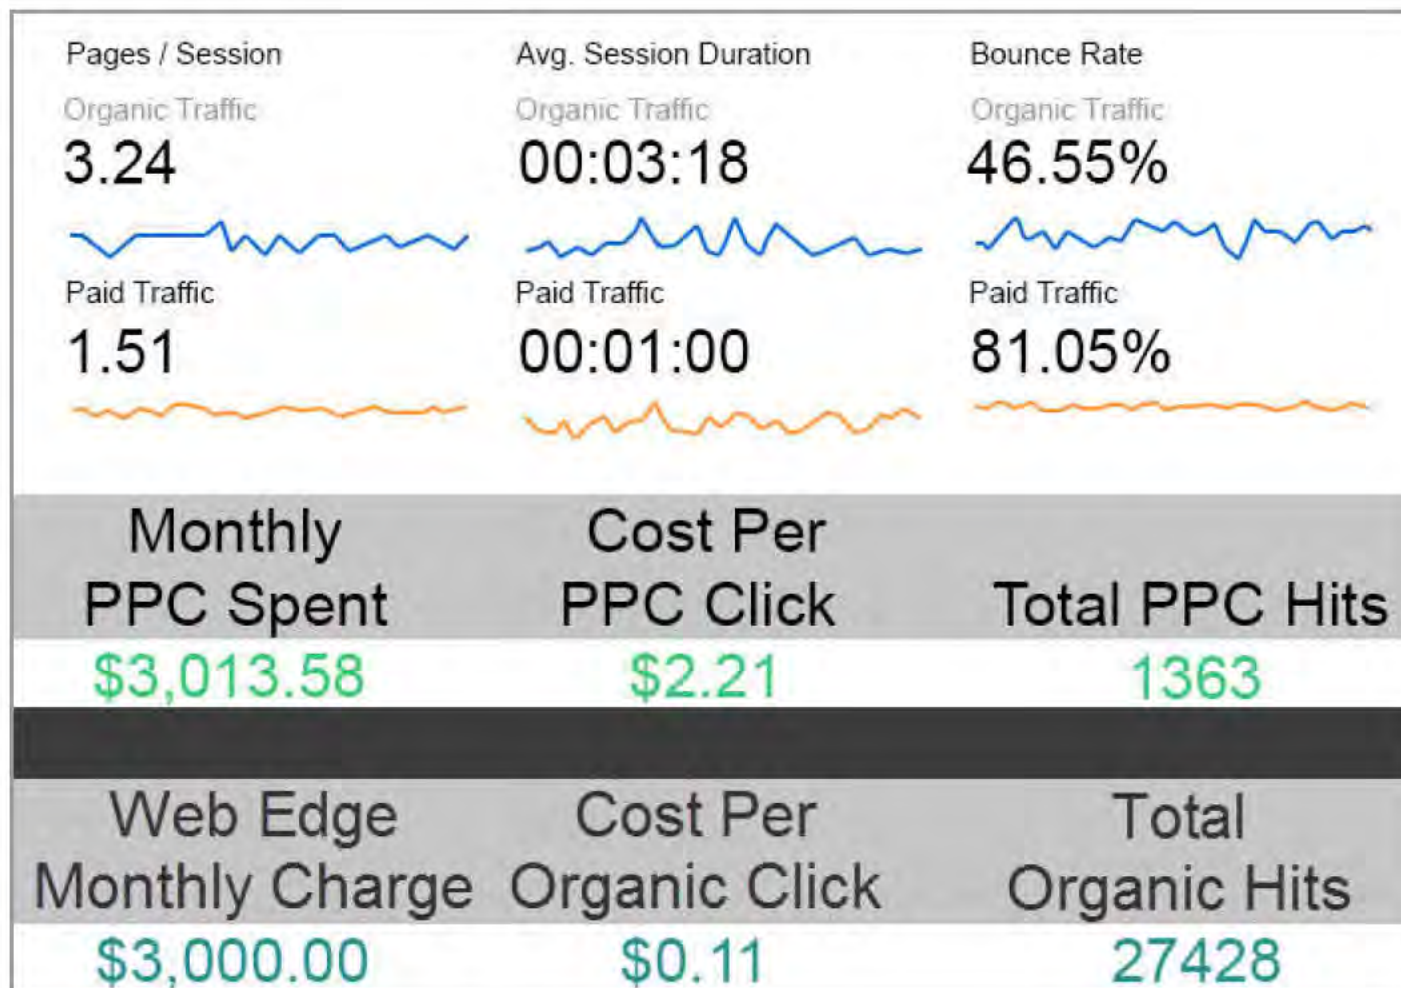 Pages / Session Avg. Session Duration Bounce Rate
Organic Traffic Organic Traffic Organic Traffic
3.24 00:03:18 46.55%
Paid Traffic Paid Traffic Paid Traffic
1.51 00:01:00 81.05%
Monthly Cost Per
PPC Spent PPC Click Total PPC Hits
$3,013.58 $2.21 1363
Web Edge Cost Per Total
Monthly Charge Organic Click Organic Hits
$3,000.00 $0.11 27428